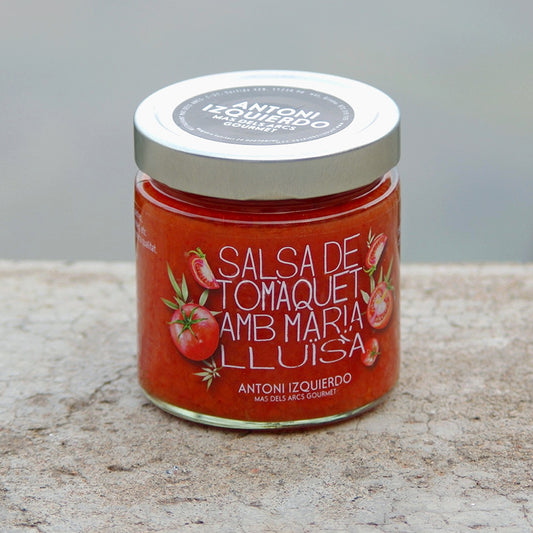 ANTONI
IZQUIERDO
MAS DELS ARCS
GOURMET
SALSA DE
TOMAQUET
AMB MARIA
LLUÏSA
ANTONI IZQUIERDO
MAS DELS ARCS GOURMET